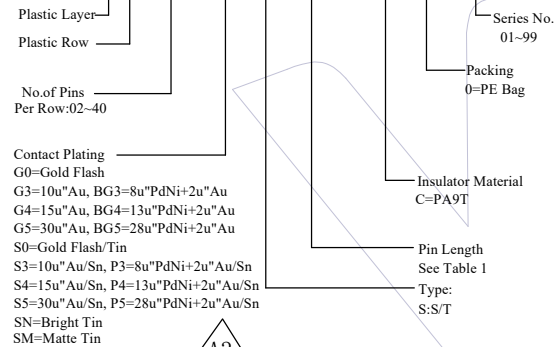 Plastic Layer
Series No.
01~99
Plastic Row
Packing
0=PE Bag
No.of Pins
Per Row:02~40
Contact Plating
G0=Gold Flash
G3=10u"Au, BG3=8u"PdNi+2u"Au
G4=15u"Au, BG4=13u"PdNi+2u"Au
G5=30u"Au, BG5=28u"PdNi+2u"Au
S0=Gold Flash/Tin
S3=10u"Au/Sn, P3=8u"PdNi+2u"Au/Sn
S4=15u"Au/Sn, P4=13u"PdNi+2u"Au/Sn
S5=30u"Au/Sn, P5=28u"PdNi+2u"Au/Sn
SN=Bright Tin
SM=Matte Tin
Insulator Material
C=PA9T
Pin Length
See Table 1
Type:
S:S/T